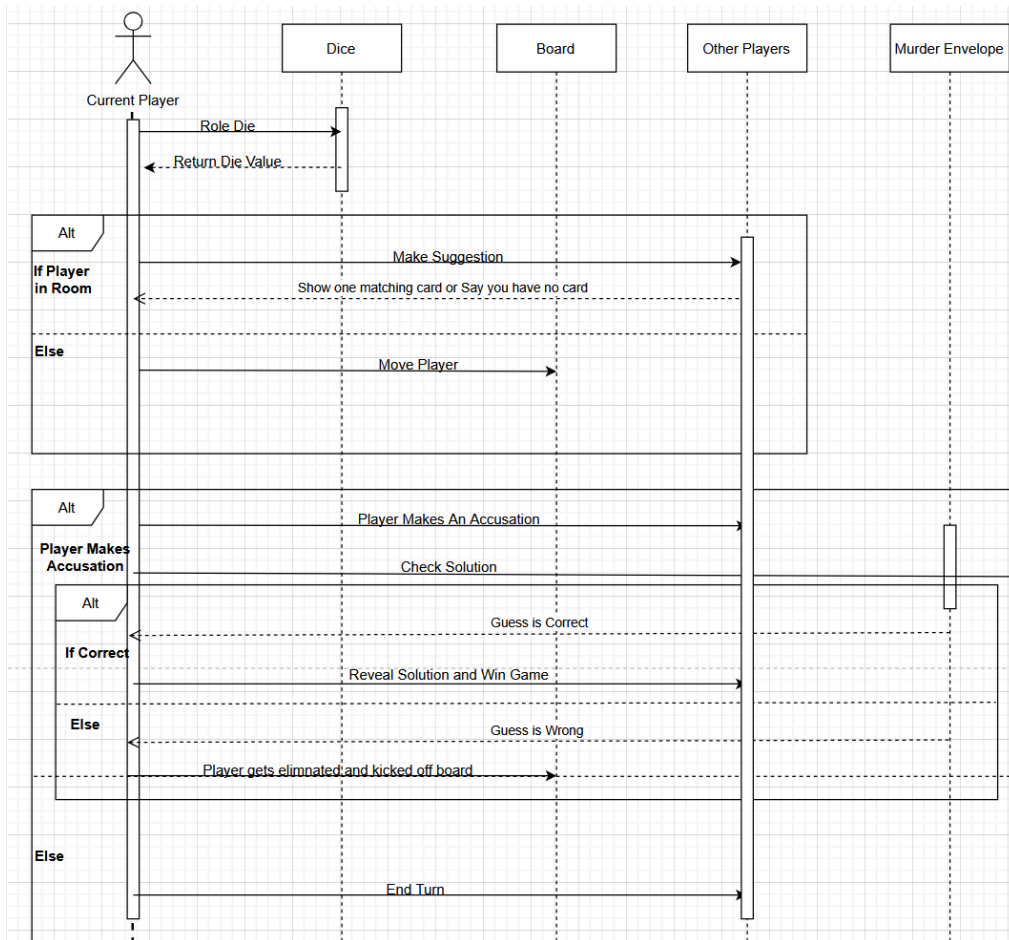 Dice
Board
Other Players
Murder Envelope
Current Player
Role Die
Return Die Value
Alt
If Player
in Room
Make Suggestion
Show one matching card or Say you have no card
Else
Move Player
Alt
Player Makes An Accusation
Player Makes
Accusation
Check Solution
Alt
Guess is Correct
If Correct
Reveal Solution and Win Game
Else
Guess is Wrong
Player gets elimnated and kicked off board
Else
End Turn